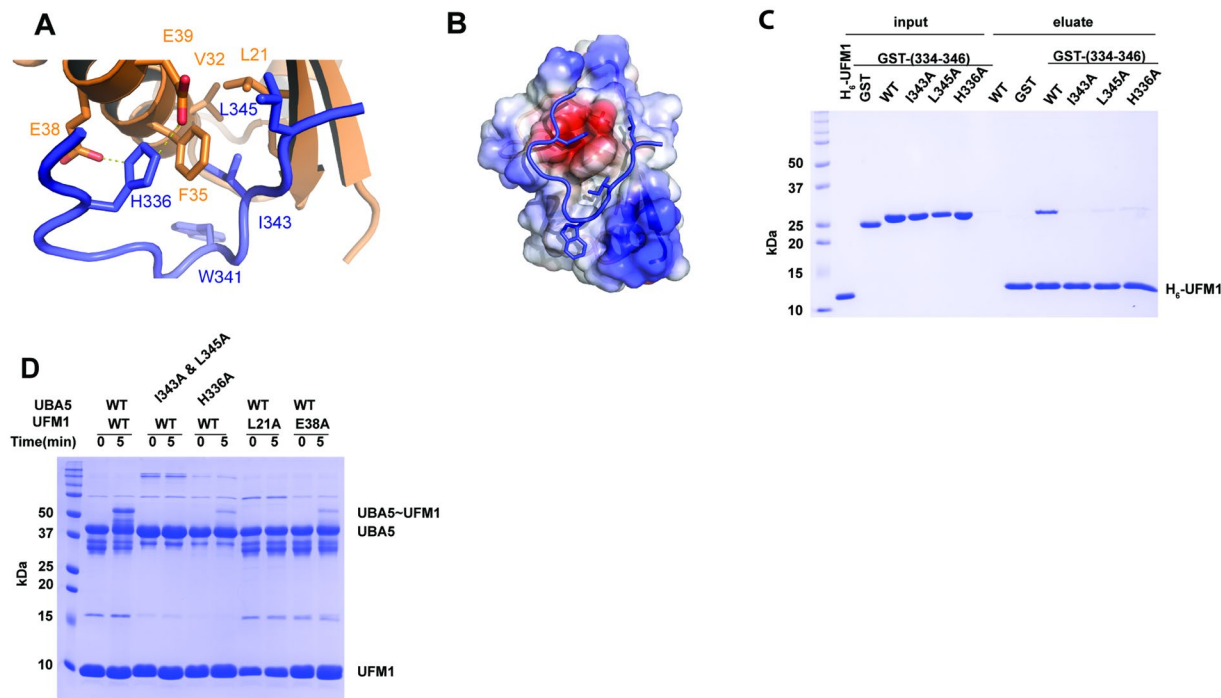 A
E39
V32
L21
L345
E38
H336
F35
I343
W341
B
C
input
eluate
GST-(334-346)
GST-(334-346)
H6-UFM1
GST
WT
I343A
L345A
H336A
WT
GST
WT
I343A
L345A
H336A
50
37
25
20
15
10
kDa
H6-UFM1
D
I343A & L345A
H336A
UBA5 WT WT WT
UFM1 WT WT WT L21A E38A
Time(min) 0 5 0 5 0 5 0 5 0 5
50
37
25
20
15
10
kDa
UBA5~UFM1
UBA5
UFM1